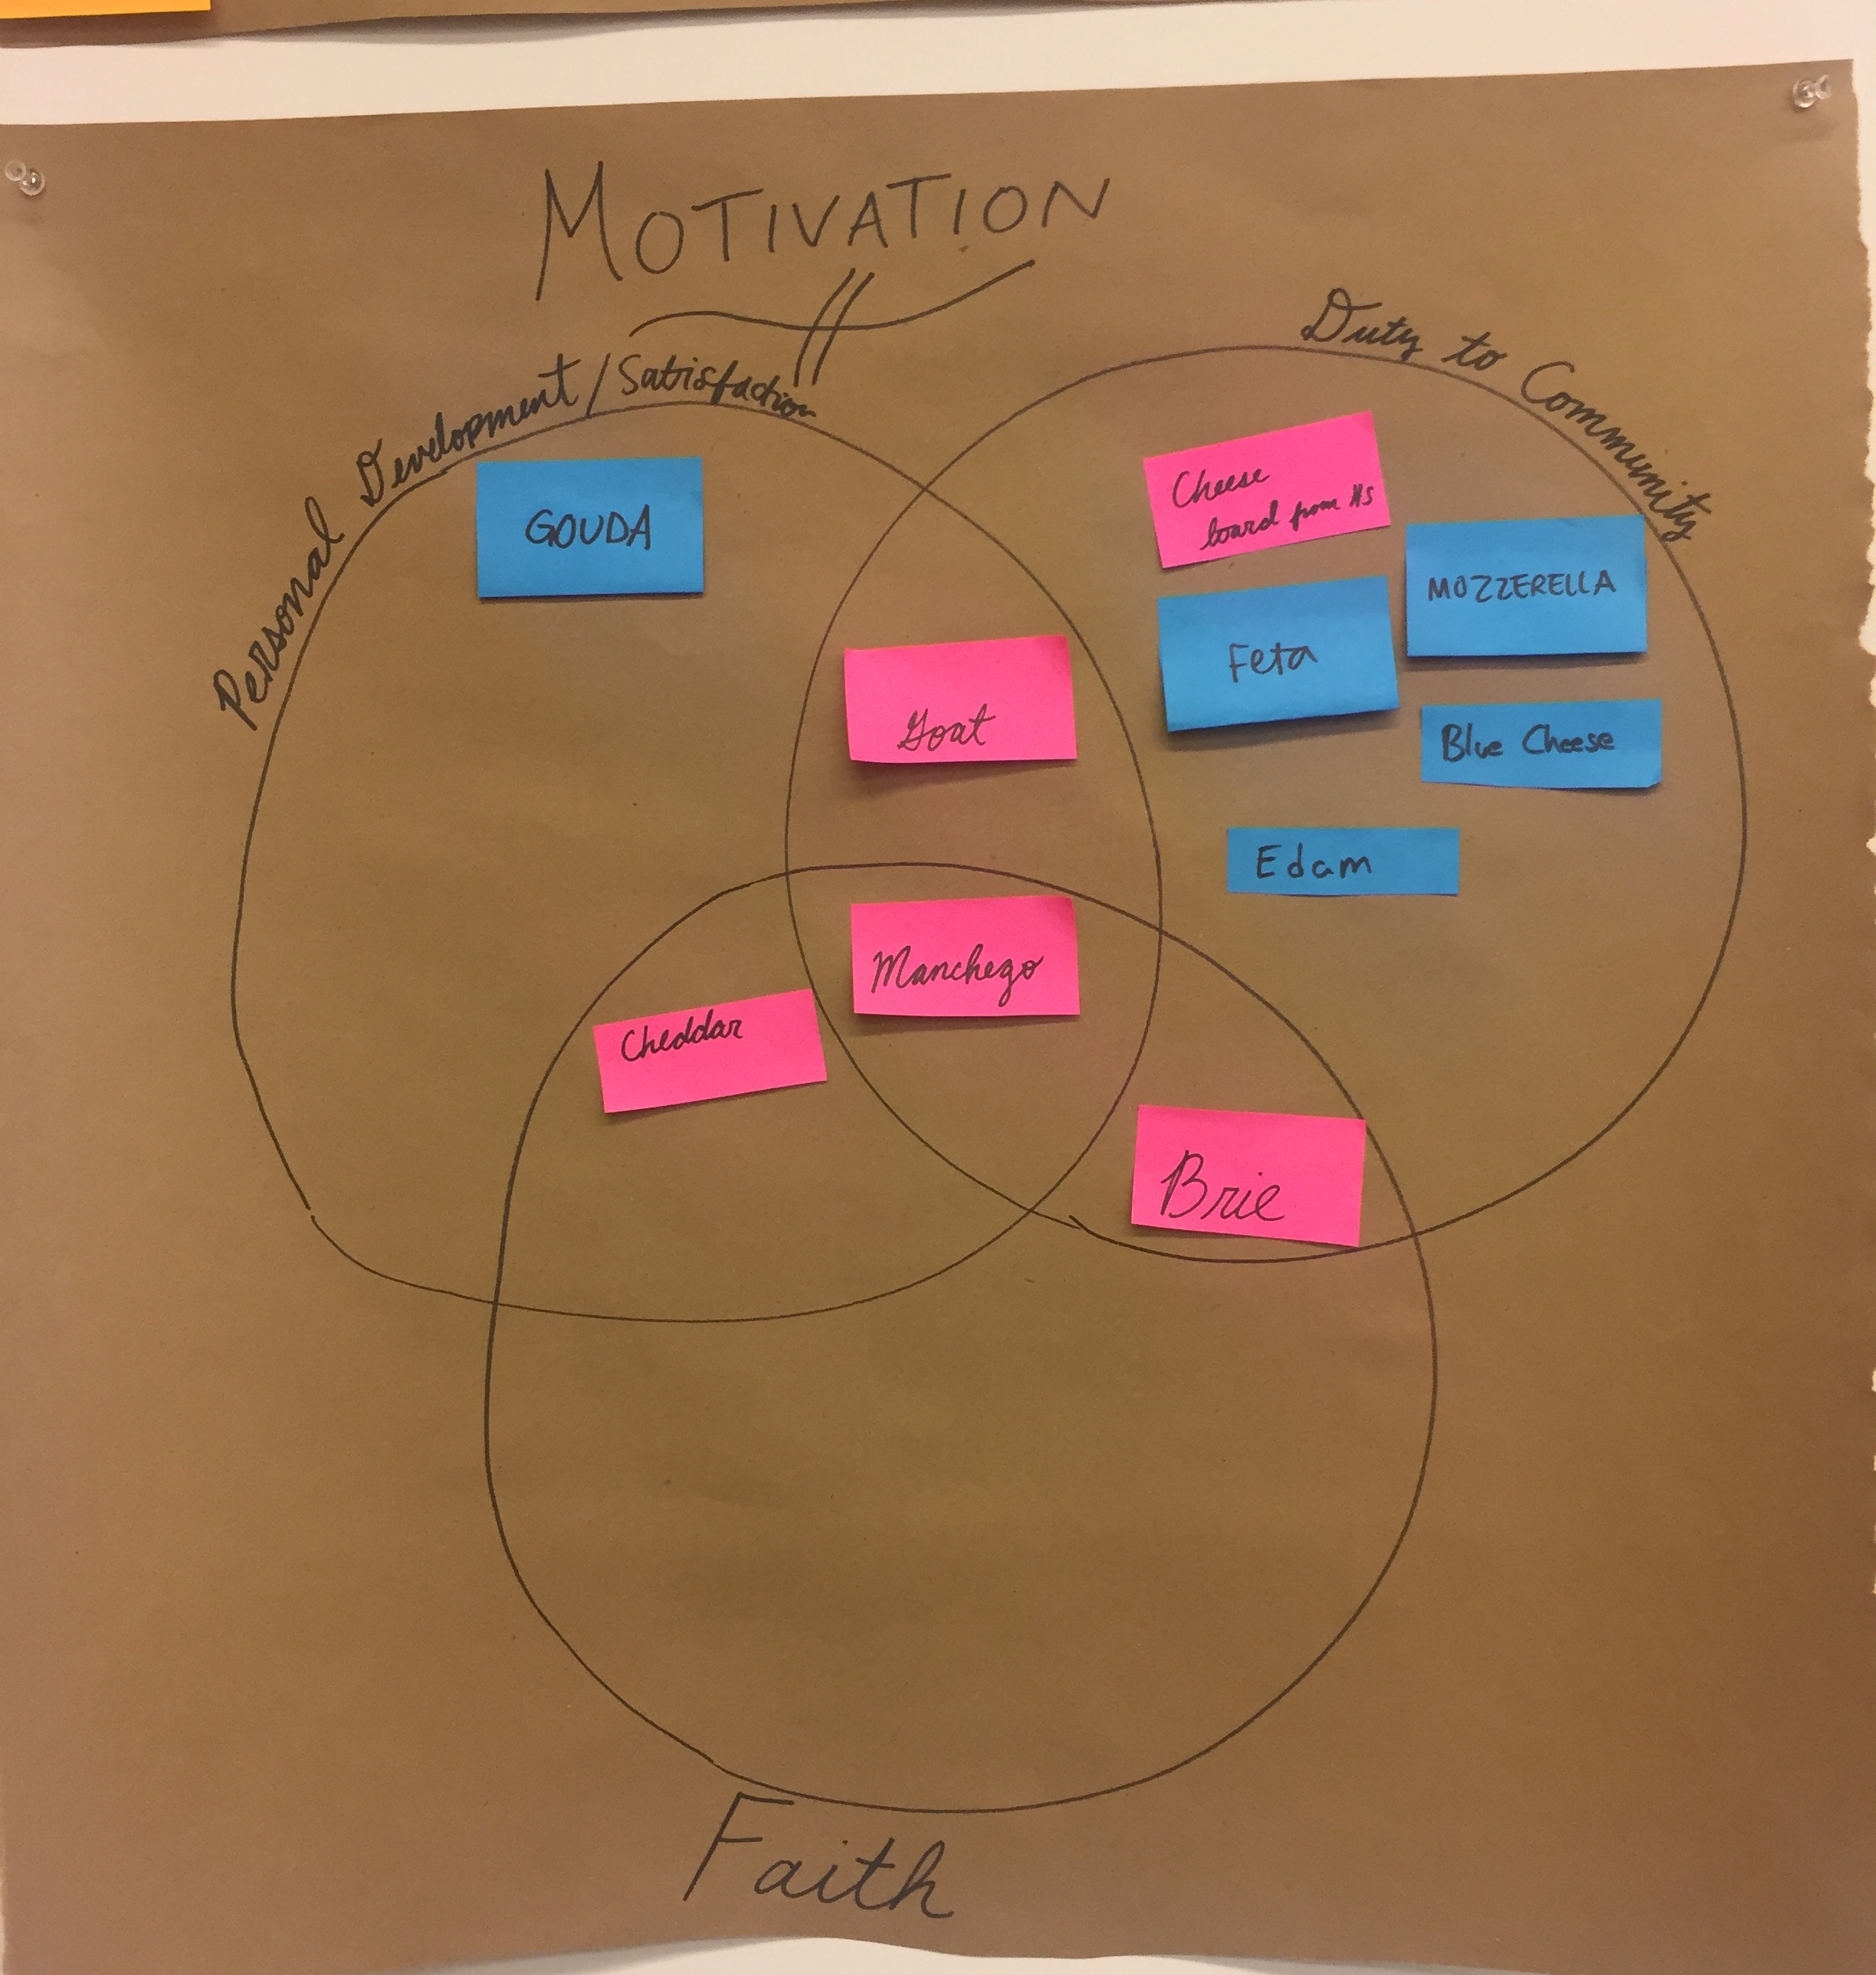 MOTIVATION
Personal Development/Satisfaction
Duty to Community
GOUDA
Cheese
board from HS
MOZZERELLA
Feta
Goat
Blue Cheese
Edam
Manchego
Cheddar
Brie
Faith